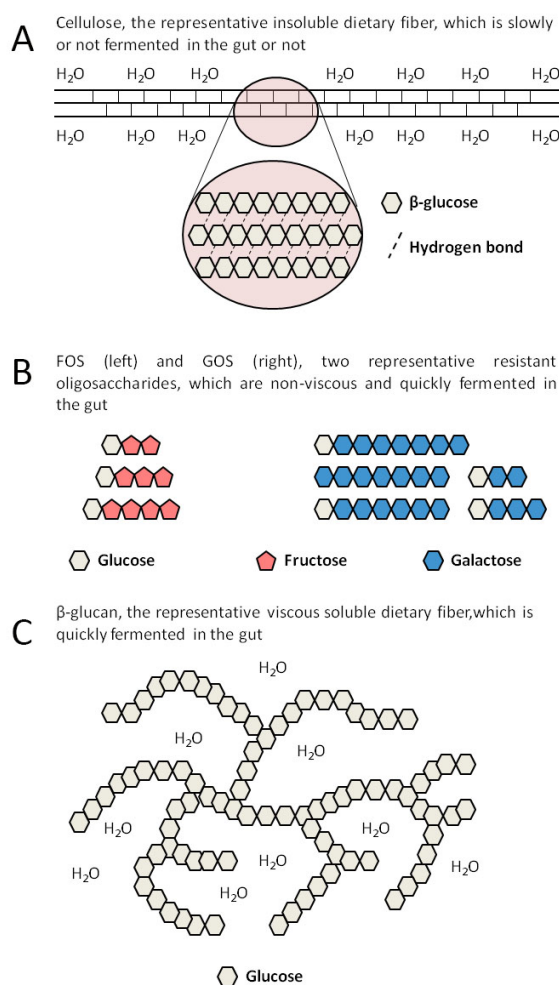 A
Cellulose, the representative insoluble dietary fiber, which is slowly
or not fermented in the gut or not
H₂O H₂O H₂O H₂O H₂O H₂O H₂O
H₂O H₂O H₂O H₂O H₂O H₂O H₂O
β-glucose
Hydrogen bond
B
FOS (left) and GOS (right), two representative resistant
oligosaccharides, which are non-viscous and quickly fermented in
the gut
Glucose Fructose Galactose
C
β-glucan, the representative viscous soluble dietary fiber,which is
quickly fermented in the gut
H₂O
H₂O H₂O
H₂O H₂O
H₂O H₂O H₂O
H₂O
Glucose